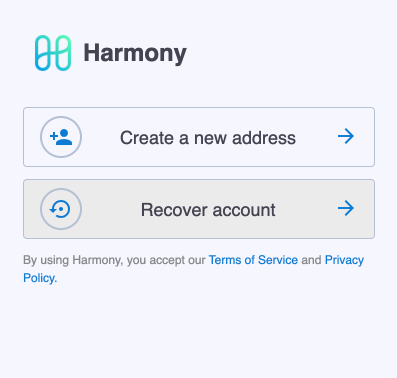 Harmony
Create a new address
Recover account
By using Harmony, you accept our Terms of Service and Privacy
Policy.